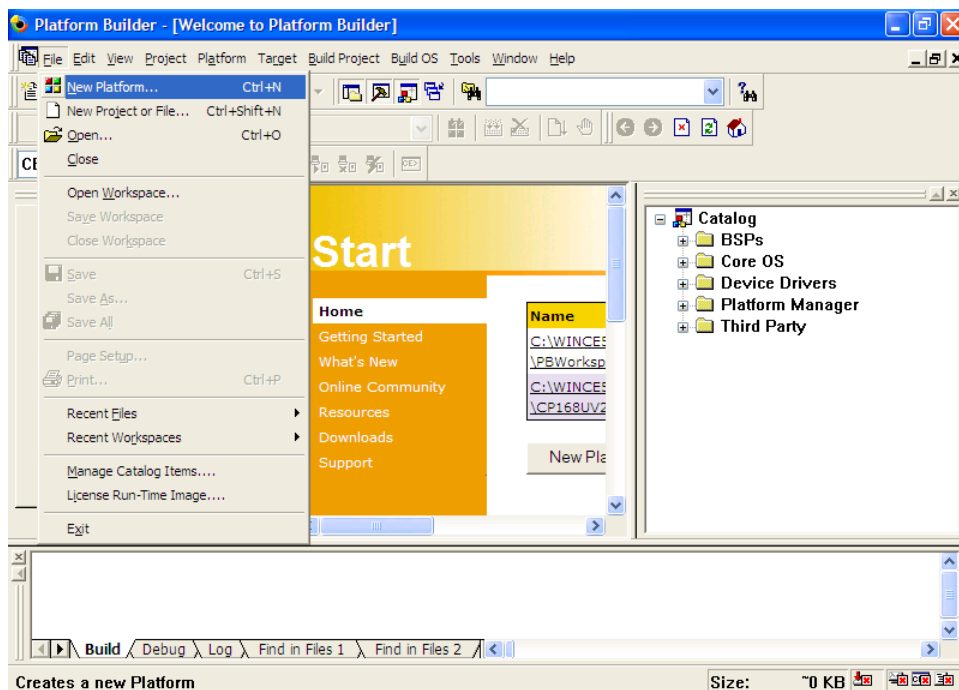 Platform Builder - [Welcome to Platform Builder]
File Edit View Project Platform Target Build Project Build OS Tools Window Help
New Platform... Ctrl+N
New Project or File... Ctrl+Shift+N
Open... Ctrl+O
Close
Open Workspace...
Save Workspace
Close Workspace
Save Ctrl+S
Save As...
Save All
Page Setup...
Print... Ctrl+P
Recent Files
Recent Workspaces
Manage Catalog Items....
License Run-Time Image....
Exit
Start
Home
Getting Started
What's New
Online Community
Resources
Downloads
Support
Name
C:\WINCE5
\PBWorksp
C:\WINCE5
\CP168UV2
New Pla
Catalog
BSPs
Core OS
Device Drivers
Platform Manager
Third Party
Build Debug Log Find in Files 1 Find in Files 2
Creates a new Platform
Size: ~0 KB